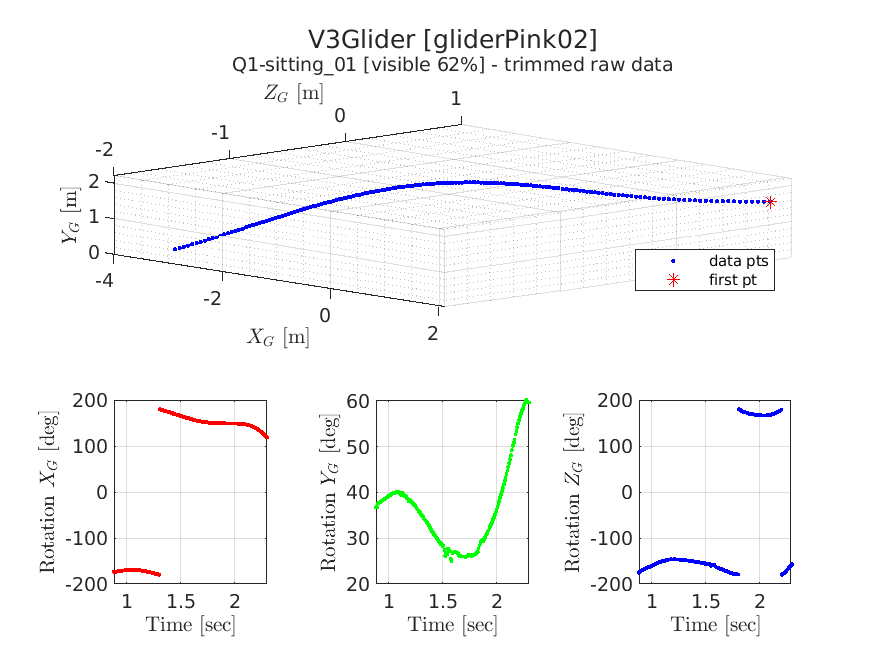 V3Glider [gliderPink02]
Q1-sitting_01 [visible 62%] - trimmed raw data
Z_G [m]
-2 -1 0 1
Y_G [m]
2
1
0
-4 -2 0 2
X_G [m]
data pts
first pt
Rotation X_G [deg]
200
100
0
-100
-200
1 1.5 2
Time [sec]
Rotation Y_G [deg]
60
50
40
30
20
1 1.5 2
Time [sec]
Rotation Z_G [deg]
200
100
0
-100
-200
1 1.5 2
Time [sec]